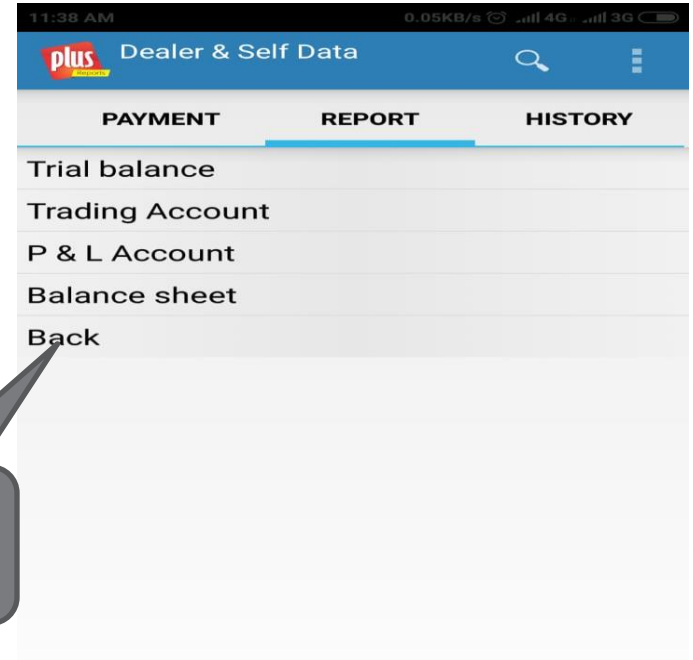 11:38 AM 0.05KB/s 4G 3G
plus Reports Dealer & Self Data
PAYMENT REPORT HISTORY
Trial balance
Trading Account
P & L Account
Balance sheet
Back